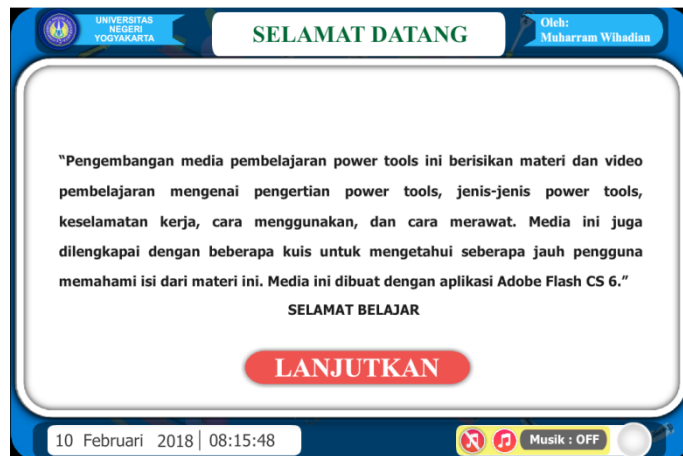 UNIVERSITAS
NEGERI
YOGYAKARTA
SELAMAT DATANG
Oleh:
Muharram Wihadian
“Pengembangan media pembelajaran power tools ini berisikan materi dan video
pembelajaran mengenai pengertian power tools, jenis-jenis power tools,
keselamatan kerja, cara menggunakan, dan cara merawat. Media ini juga
dilengkapai dengan beberapa kuis untuk mengetahui seberapa jauh pengguna
memahami isi dari materi ini. Media ini dibuat dengan aplikasi Adobe Flash CS 6.”
SELAMAT BELAJAR
LANJUTKAN
10 Februari 2018 08:15:48
Musik : OFF